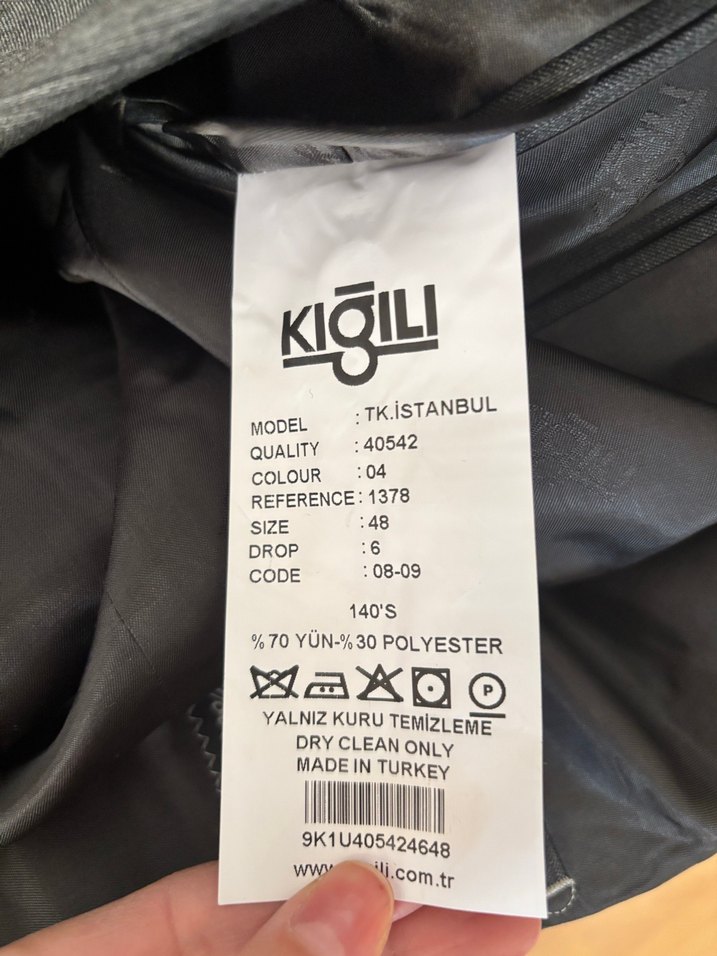 KIĞILI
MODEL : TK.İSTANBUL
QUALITY : 40542
COLOUR : 04
REFERENCE : 1378
SIZE : 48
DROP : 6
CODE : 08-09
140'S
%70 YÜN-%30 POLYESTER
P
YALNIZ KURU TEMİZLEME
DRY CLEAN ONLY
MADE IN TURKEY
9K1U405424648